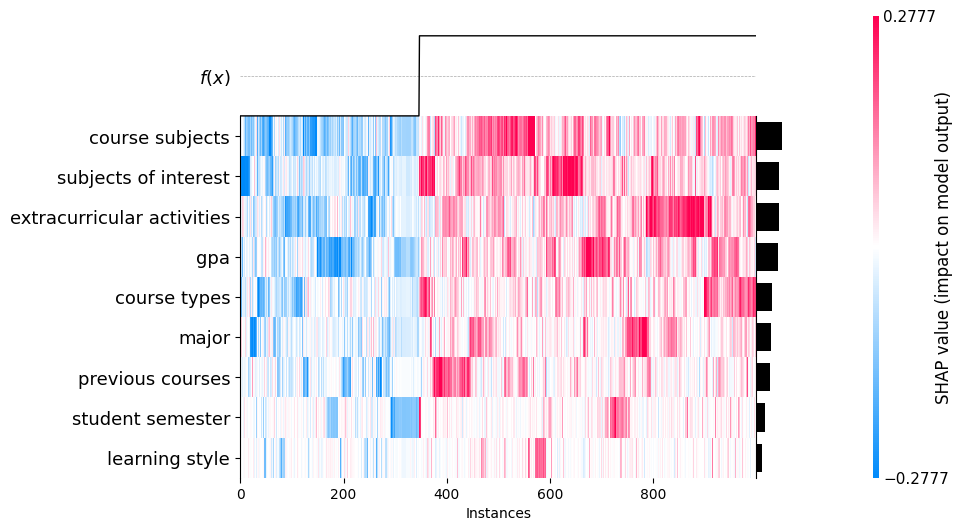 0.2777
f(x)
course subjects
subjects of interest
extracurricular activities
gpa
course types
major
previous courses
student semester
learning style
0 200 400 600 800
Instances
SHAP value (impact on model output)
−0.2777